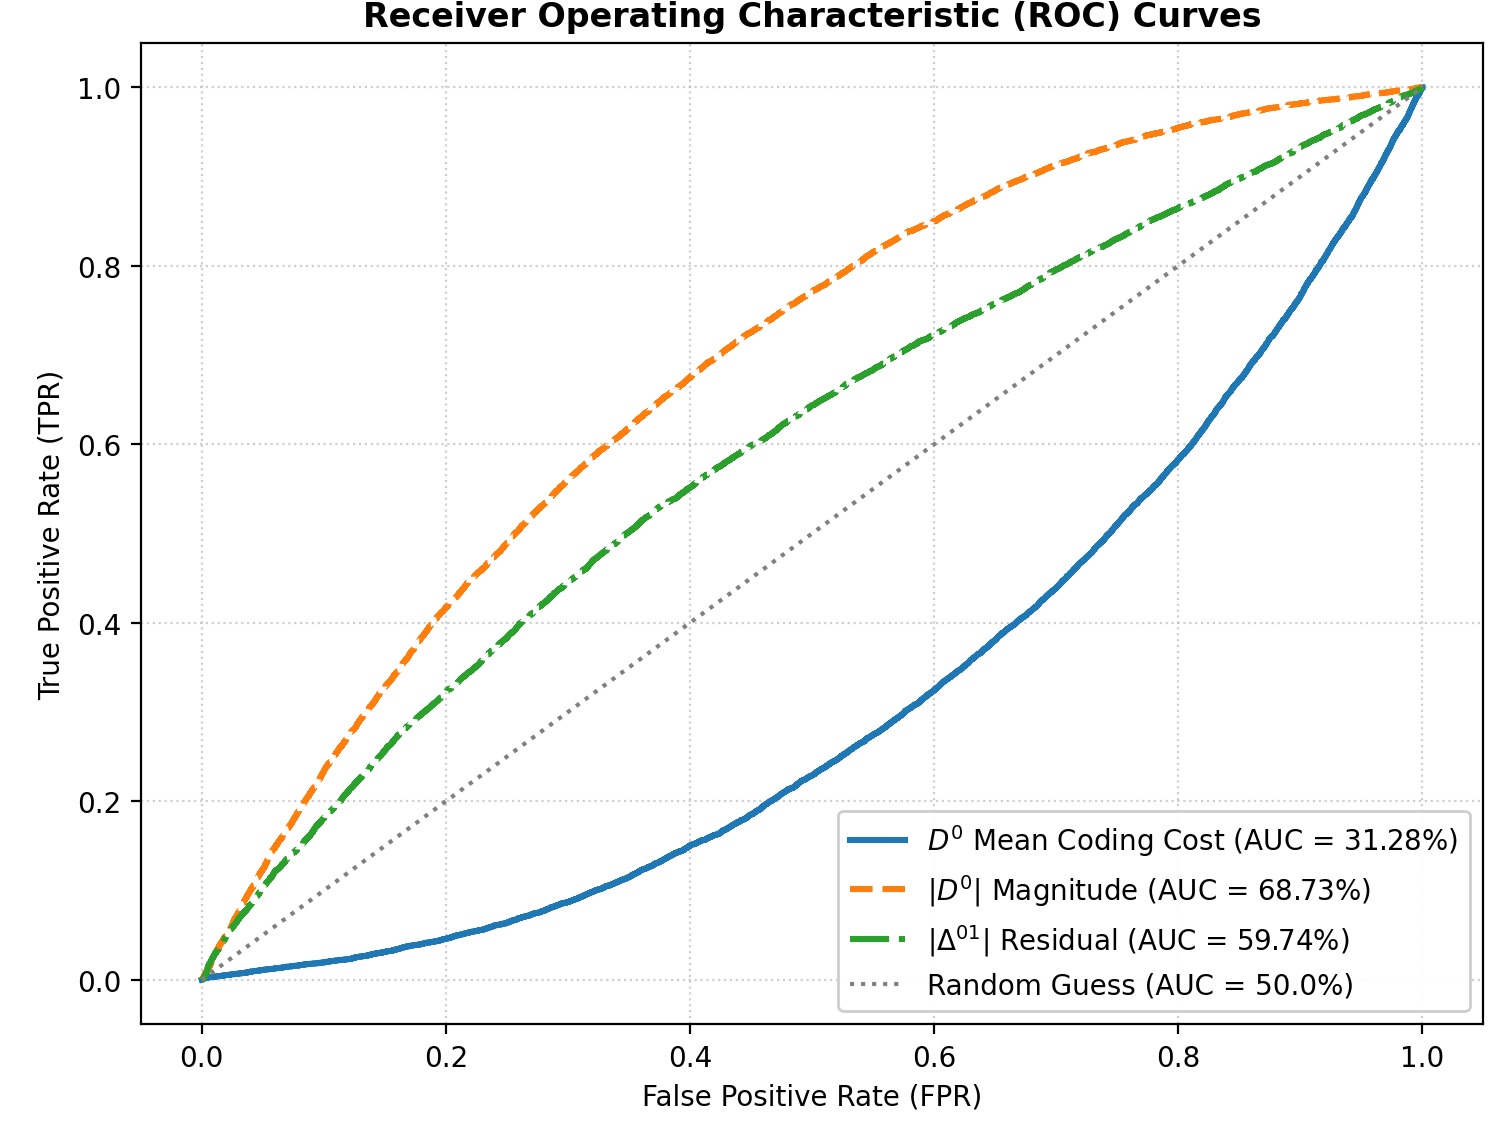 Receiver Operating Characteristic (ROC) Curves
True Positive Rate (TPR)
1.0
0.8
0.6
0.4
0.2
0.0
D⁰ Mean Coding Cost (AUC = 31.28%)
|D⁰| Magnitude (AUC = 68.73%)
|Δ⁰¹| Residual (AUC = 59.74%)
Random Guess (AUC = 50.0%)
0.0 0.2 0.4 0.6 0.8 1.0
False Positive Rate (FPR)